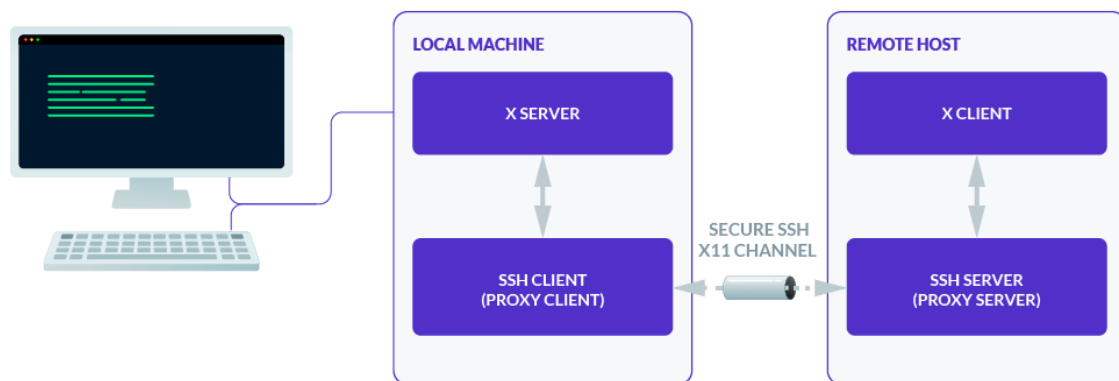 LOCAL MACHINE
X SERVER
SSH CLIENT
(PROXY CLIENT)
SECURE SSH
X11 CHANNEL
REMOTE HOST
X CLIENT
SSH SERVER
(PROXY SERVER)